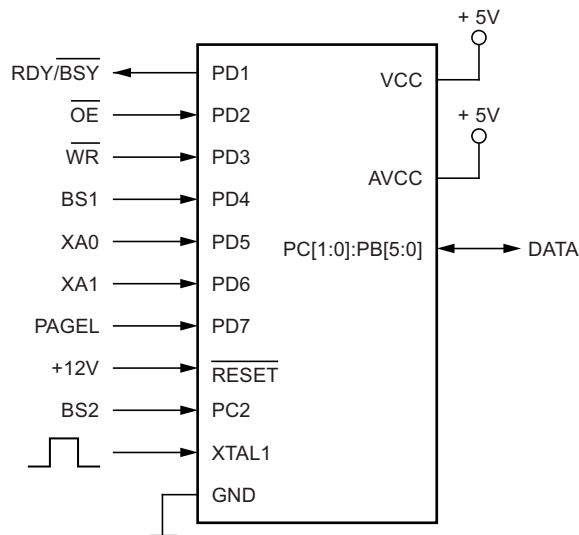 + 5V
RDY/BSY PD1 VCC
OE PD2 + 5V
WR PD3
BS1 PD4 AVCC
XA0 PD5 PC[1:0]:PB[5:0] DATA
XA1 PD6
PAGEL PD7
+12V RESET
BS2 PC2
XTAL1
GND